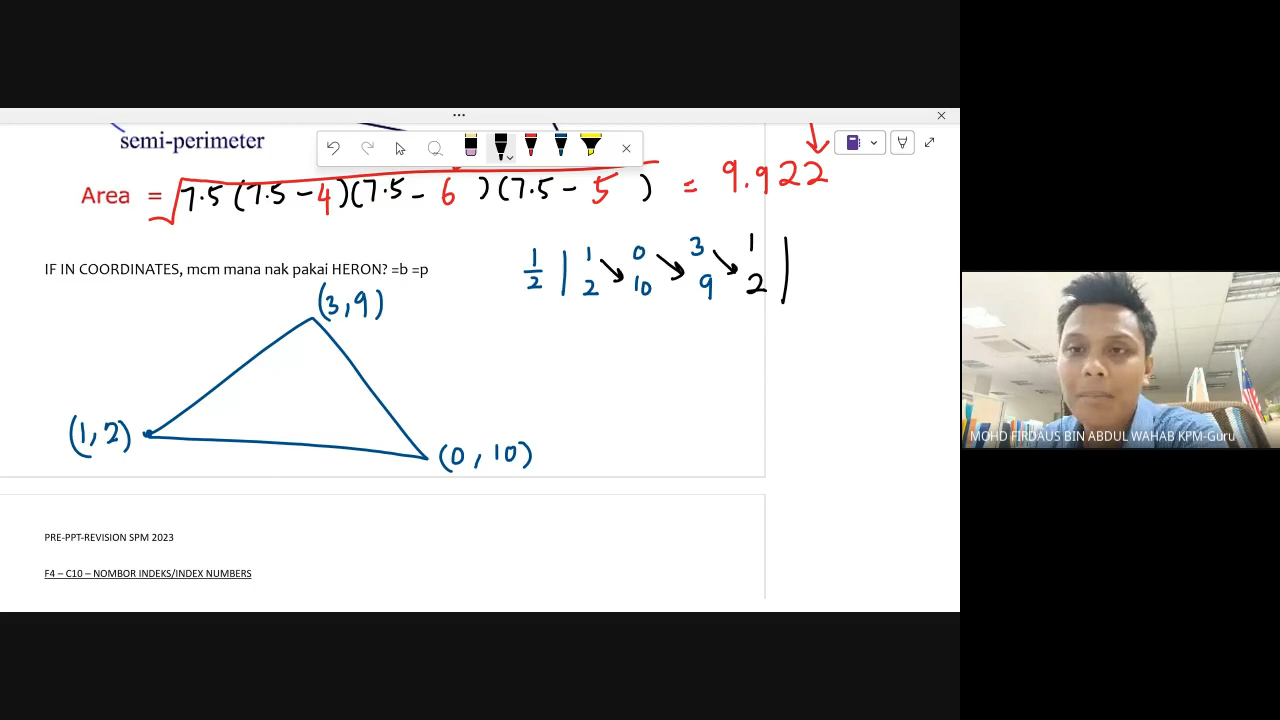 semi-perimeter
Area = √7.5 (7.5 - 4)(7.5 - 6 )(7.5 - 5 ) = 9.922
IF IN COORDINATES, mcm mana nak pakai HERON? =b =p
1/2 | 1 0 3 1 |
2 10 9 2
(3,9)
(1,2)
(0, 10)
MOHD FIRDAUS BIN ABDUL WAHAB KPM-Guru
PRE-PPT-REVISION SPM 2023
F4 – C10 – NOMBOR INDEKS/INDEX NUMBERS